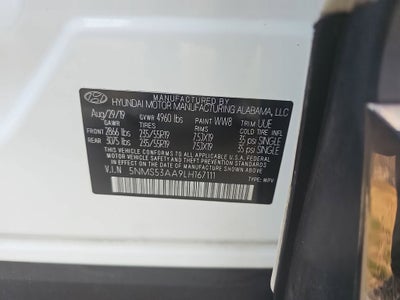 MANUFACTURED BY
HYUNDAI MOTOR MANUFACTURING ALABAMA, LLC
Aug/29/19 GVWR 4960 lbs PAINT WW8 TRIM UUE
GAWR TIRES RIMS COLD TIRE INFL.
FRONT 2866 lbs 235/55R19 7.5JX19 35 psi SINGLE
REAR 3075 lbs 235/55R19 7.5JX19 35 psi SINGLE
THIS VEHICLE CONFORMS TO ALL APPLICABLE U.S. FEDERAL MOTOR
VEHICLE SAFETY, BUMPER AND THEFT PREVENTION STANDARDS
IN EFFECT ON THE DATE OF MANUFACTURE SHOWN ABOVE.
V.I.N 5NMS53AA9LH167111 TYPE: MPV